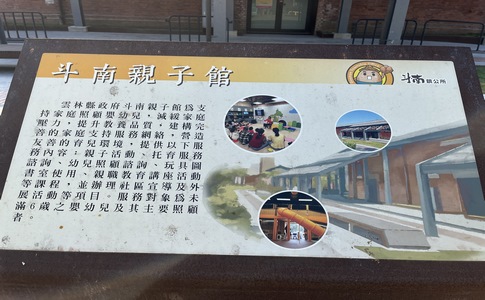 斗南親子館
斗南鎮公所
雲林縣政府斗南親子館為支
持家庭照顧嬰幼兒，減緩家庭
壓力，提升教養品質，建構完
善的家庭支持服務網絡，營造
友善的育兒環境，提供以下服
務內容：親子活動、托育服務
諮詢、幼兒照顧諮詢、玩具圖
書室使用、親職教育講座活動
等課程，並辦理社區宣導及外
展活動等項目。服務對象為未
滿6歲之嬰幼兒及其主要照顧
者。